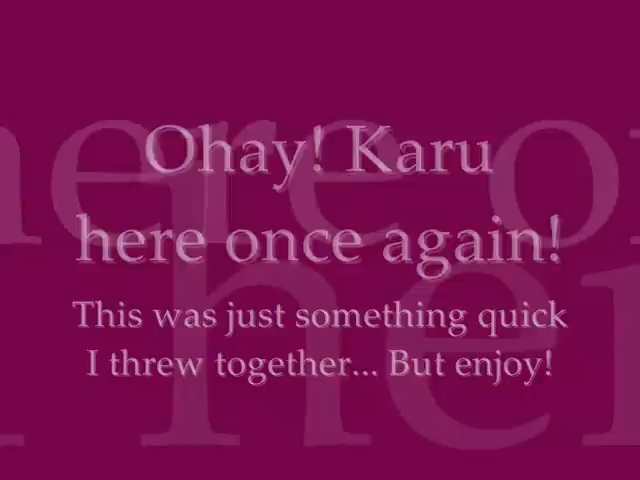 Ohay! Karu
here once again!
This was just something quick
I threw together... But enjoy!